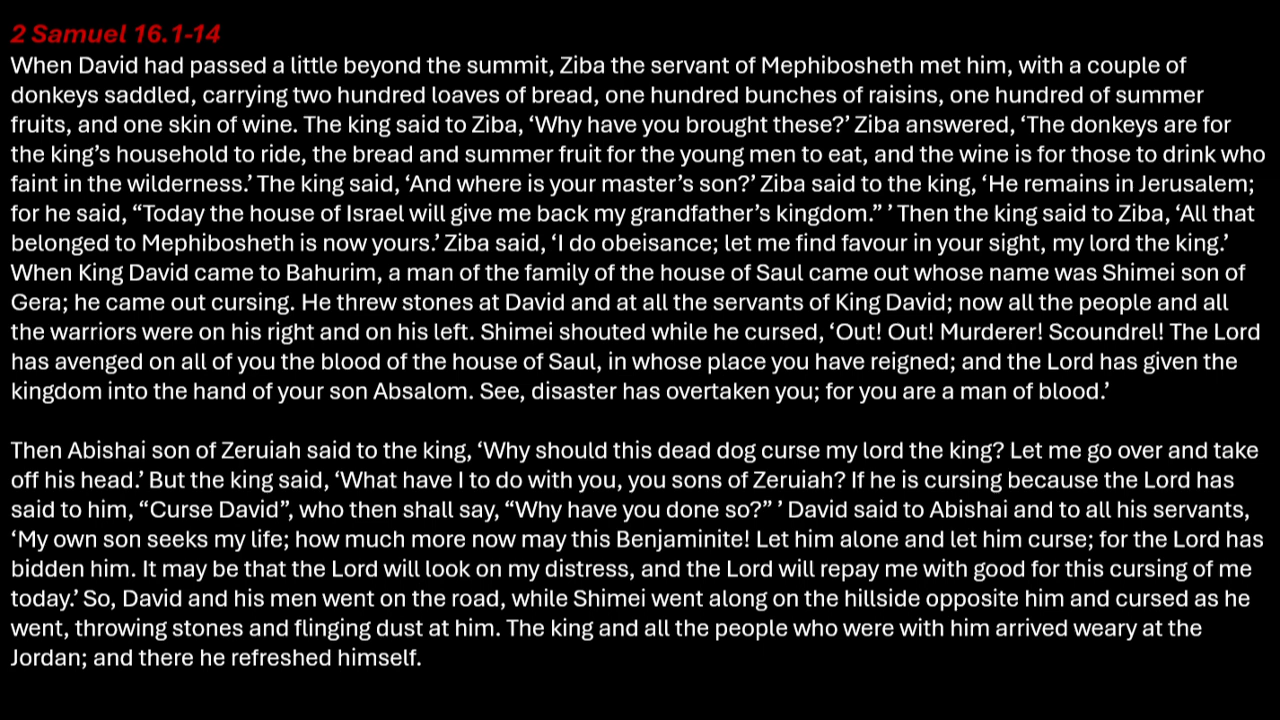 2 Samuel 16.1-14
When David had passed a little beyond the summit, Ziba the servant of Mephibosheth met him, with a couple of
donkeys saddled, carrying two hundred loaves of bread, one hundred bunches of raisins, one hundred of summer
fruits, and one skin of wine. The king said to Ziba, ‘Why have you brought these?’ Ziba answered, ‘The donkeys are for
the king’s household to ride, the bread and summer fruit for the young men to eat, and the wine is for those to drink who
faint in the wilderness.’ The king said, ‘And where is your master’s son?’ Ziba said to the king, ‘He remains in Jerusalem;
for he said, “Today the house of Israel will give me back my grandfather’s kingdom.” ’ Then the king said to Ziba, ‘All that
belonged to Mephibosheth is now yours.’ Ziba said, ‘I do obeisance; let me find favour in your sight, my lord the king.’
When King David came to Bahurim, a man of the family of the house of Saul came out whose name was Shimei son of
Gera; he came out cursing. He threw stones at David and at all the servants of King David; now all the people and all
the warriors were on his right and on his left. Shimei shouted while he cursed, ‘Out! Out! Murderer! Scoundrel! The Lord
has avenged on all of you the blood of the house of Saul, in whose place you have reigned; and the Lord has given the
kingdom into the hand of your son Absalom. See, disaster has overtaken you; for you are a man of blood.’
Then Abishai son of Zeruiah said to the king, ‘Why should this dead dog curse my lord the king? Let me go over and take
off his head.’ But the king said, ‘What have I to do with you, you sons of Zeruiah? If he is cursing because the Lord has
said to him, “Curse David”, who then shall say, “Why have you done so?” ’ David said to Abishai and to all his servants,
‘My own son seeks my life; how much more now may this Benjaminite! Let him alone and let him curse; for the Lord has
bidden him. It may be that the Lord will look on my distress, and the Lord will repay me with good for this cursing of me
today.’ So, David and his men went on the road, while Shimei went along on the hillside opposite him and cursed as he
went, throwing stones and flinging dust at him. The king and all the people who were with him arrived weary at the
Jordan; and there he refreshed himself.